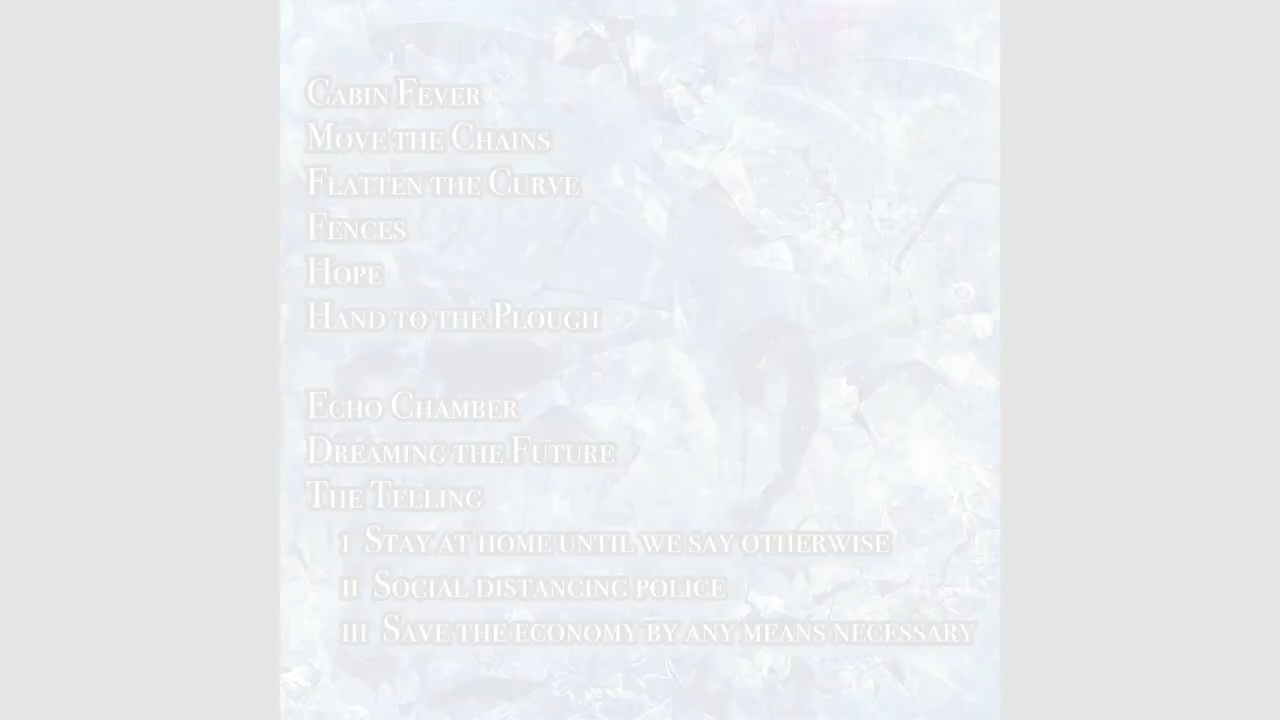 Cabin Fever
Move the Chains
Flatten the Curve
Fences
Hope
Hand to the Plough
Echo Chamber
Dreaming the Future
The Telling
i Stay at home until we say otherwise
ii Social distancing police
iii Save the economy by any means necessary